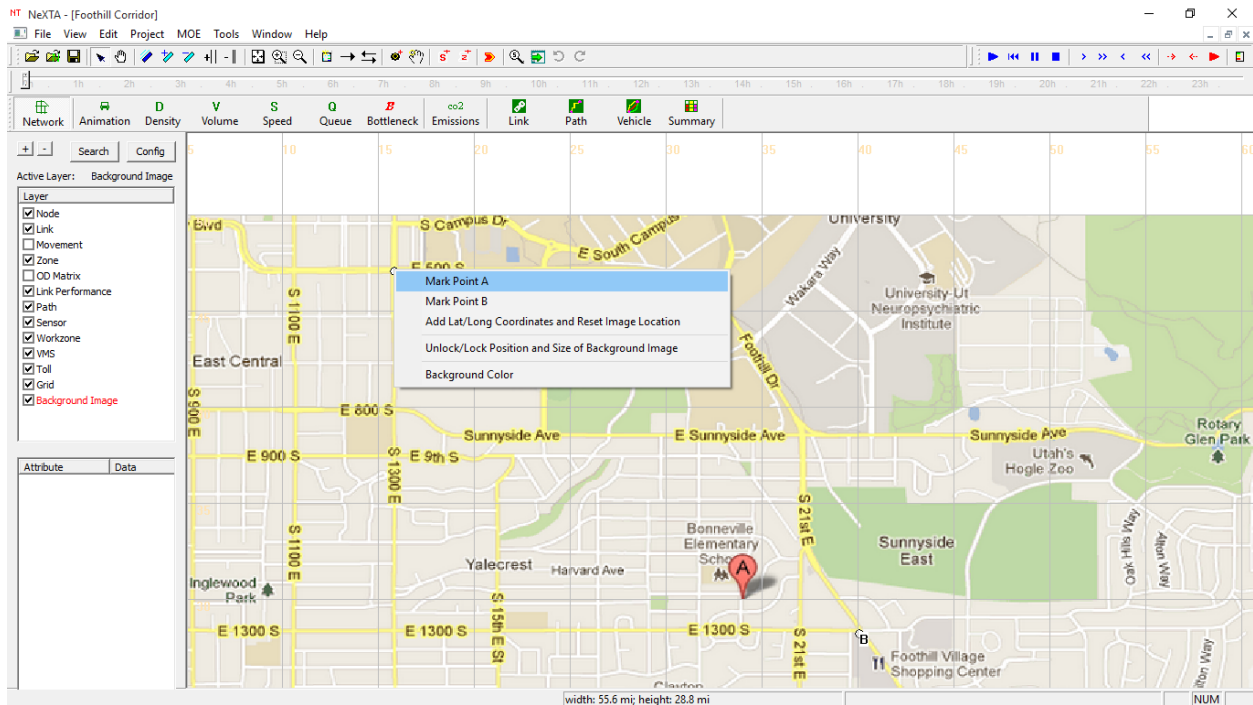 NeXTA - [Foothill Corridor]
File View Edit Project MOE Tools Window Help
1h 2h 3h 4h 5h 6h 7h 8h 9h 10h 11h 12h 13h 14h 15h 16h 17h 18h 19h 20h 21h 22h 23h
Network Animation Density Volume Speed Queue Bottleneck Emissions Link Path Vehicle Summary
+ - Search Config
Active Layer: Background Image
Layer
Node
Link
Movement
Zone
OD Matrix
Link Performance
Path
Sensor
Workzone
VMS
Toll
Grid
Background Image
Attribute Data
5 10 15 20 25 30 35 40 45 50 55 60
Blvd
S Campus Dr
E South Campus
University
E 500 S
Wakara Way
University-Ut
Neuropsychiatric
Institute
S 1100 E
Mark Point A
Mark Point B
Add Lat/Long Coordinates and Reset Image Location
Unlock/Lock Position and Size of Background Image
Background Color
Foothill Dr
East Central
S 900 E
E 800 S
Sunnyside Ave
E Sunnyside Ave
Sunnyside Ave
Rotary
Glen Park
E 900 S
S 1300 E
E 9th S
Utah's
Hogle Zoo
S 21st E
S 1100 E
Bonneville
Elementary
Scho
A
Sunnyside
East
Oak Hills Way
Alton Way
Yalecrest
Harvard Ave
Inglewood
Park
S 15th E St
E 1300 S
E 1300 S
E 1300 S
S 21st E
B
Foothill Village
Shopping Center
Clayton
width: 55.6 mi; height: 28.8 mi
NUM